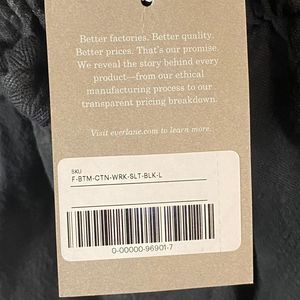 Better factories. Better quality.
Better prices. That's our promise.
We reveal the story behind every
product—from our ethical
manufacturing process to our
transparent pricing breakdown.
Visit everlane.com to learn more.
SKU
F-BTM-CTN-WRK-SLT-BLK-L
0-00000-96901-7